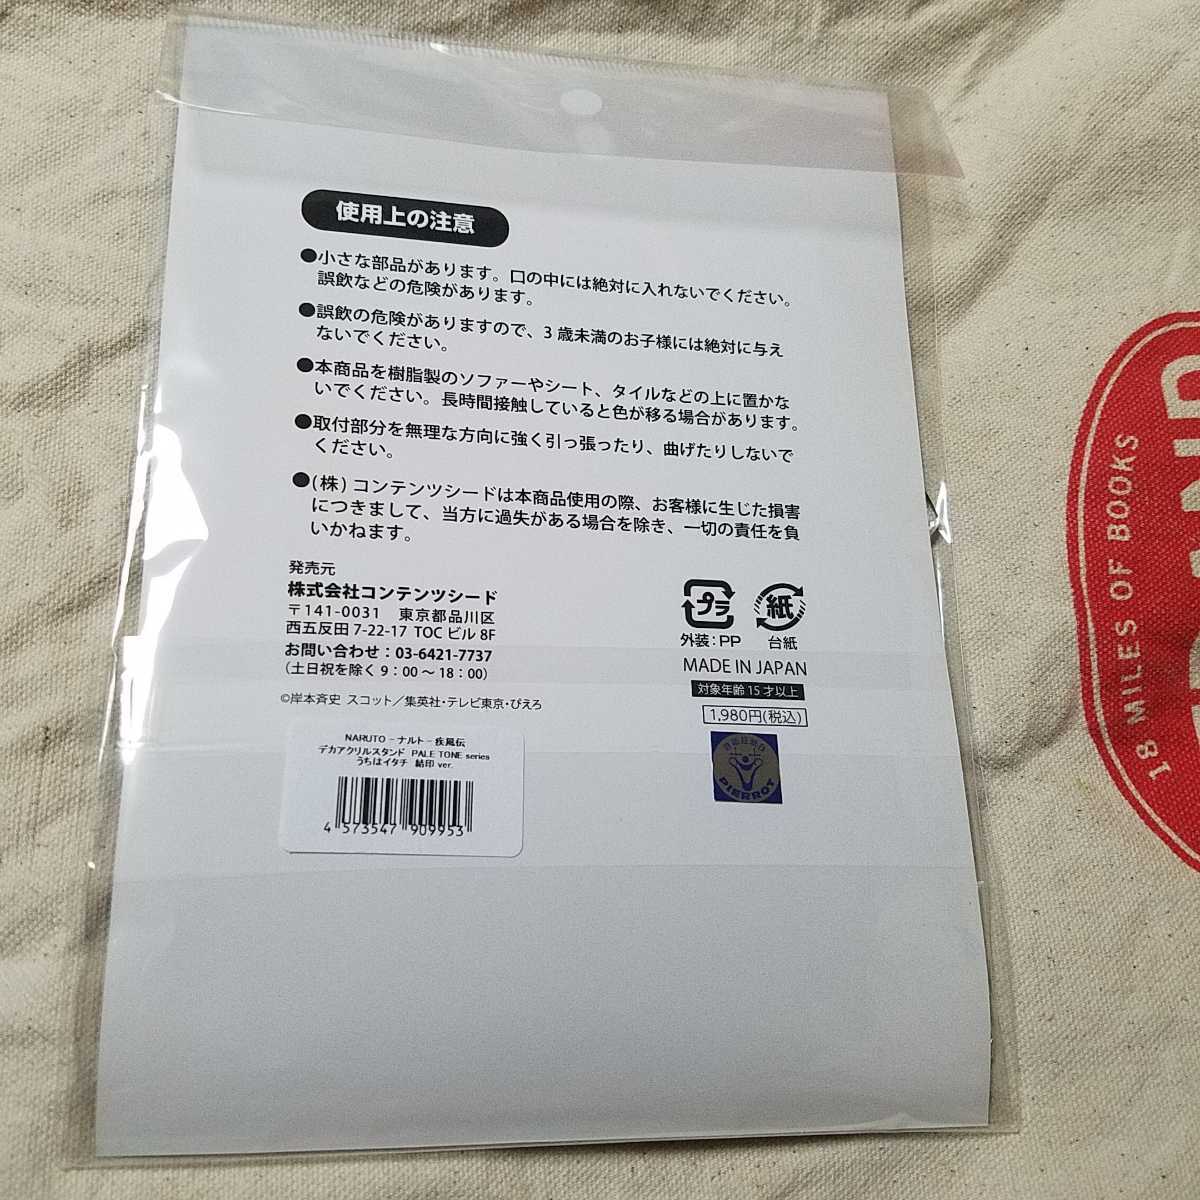 使用上の注意
●小さな部品があります。口の中には絶対に入れないでください。
誤飲などの危険があります。
●誤飲の危険がありますので、3歳未満のお子様には絶対に与え
ないでください。
●本商品を樹脂製のソファーやシート、タイルなどの上に置かな
いでください。長時間接触していると色が移る場合があります。
●取付部分を無理な方向に強く引っ張ったり、曲げたりしないで
ください。
●(株)コンテンツシードは本商品使用の際、お客様に生じた損害
につきまして、当方に過失がある場合を除き、一切の責任を負
いかねます。
発売元
株式会社コンテンツシード
〒141-0031 東京都品川区
西五反田 7-22-17 TOC ビル 8F
お問い合わせ：03-6421-7737
（土日祝を除く 9：00～18：00）
©岸本斉史 スコット／集英社・テレビ東京・ぴえろ
プラ
外装：PP
紙
台紙
MADE IN JAPAN
対象年齢 15 才以上
1,980円(税込)
PIERROT
NARUTO －ナルト－ 疾風伝
デカアクリルスタンド PALE TONE series
うちはイタチ 結印 ver.
4 573547 909953
18 MILES OF BOOKS